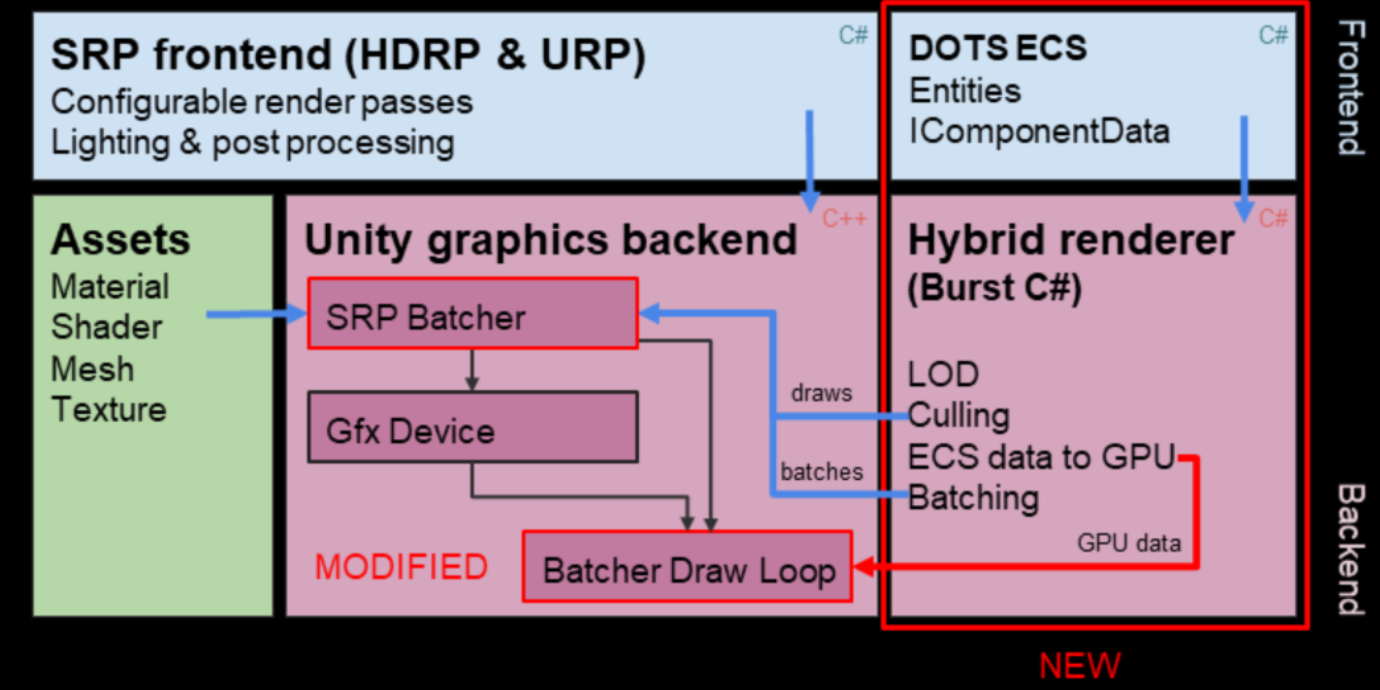 SRP frontend (HDRP & URP)
C#
Configurable render passes
Lighting & post processing
DOTS ECS
C#
Entities
IComponentData
Frontend
Assets
Material
Shader
Mesh
Texture
Unity graphics backend
C++
SRP Batcher
Gfx Device
MODIFIED
Batcher Draw Loop
draws
batches
Hybrid renderer
C#
(Burst C#)
LOD
Culling
ECS data to GPU
Batching
GPU data
Backend
NEW